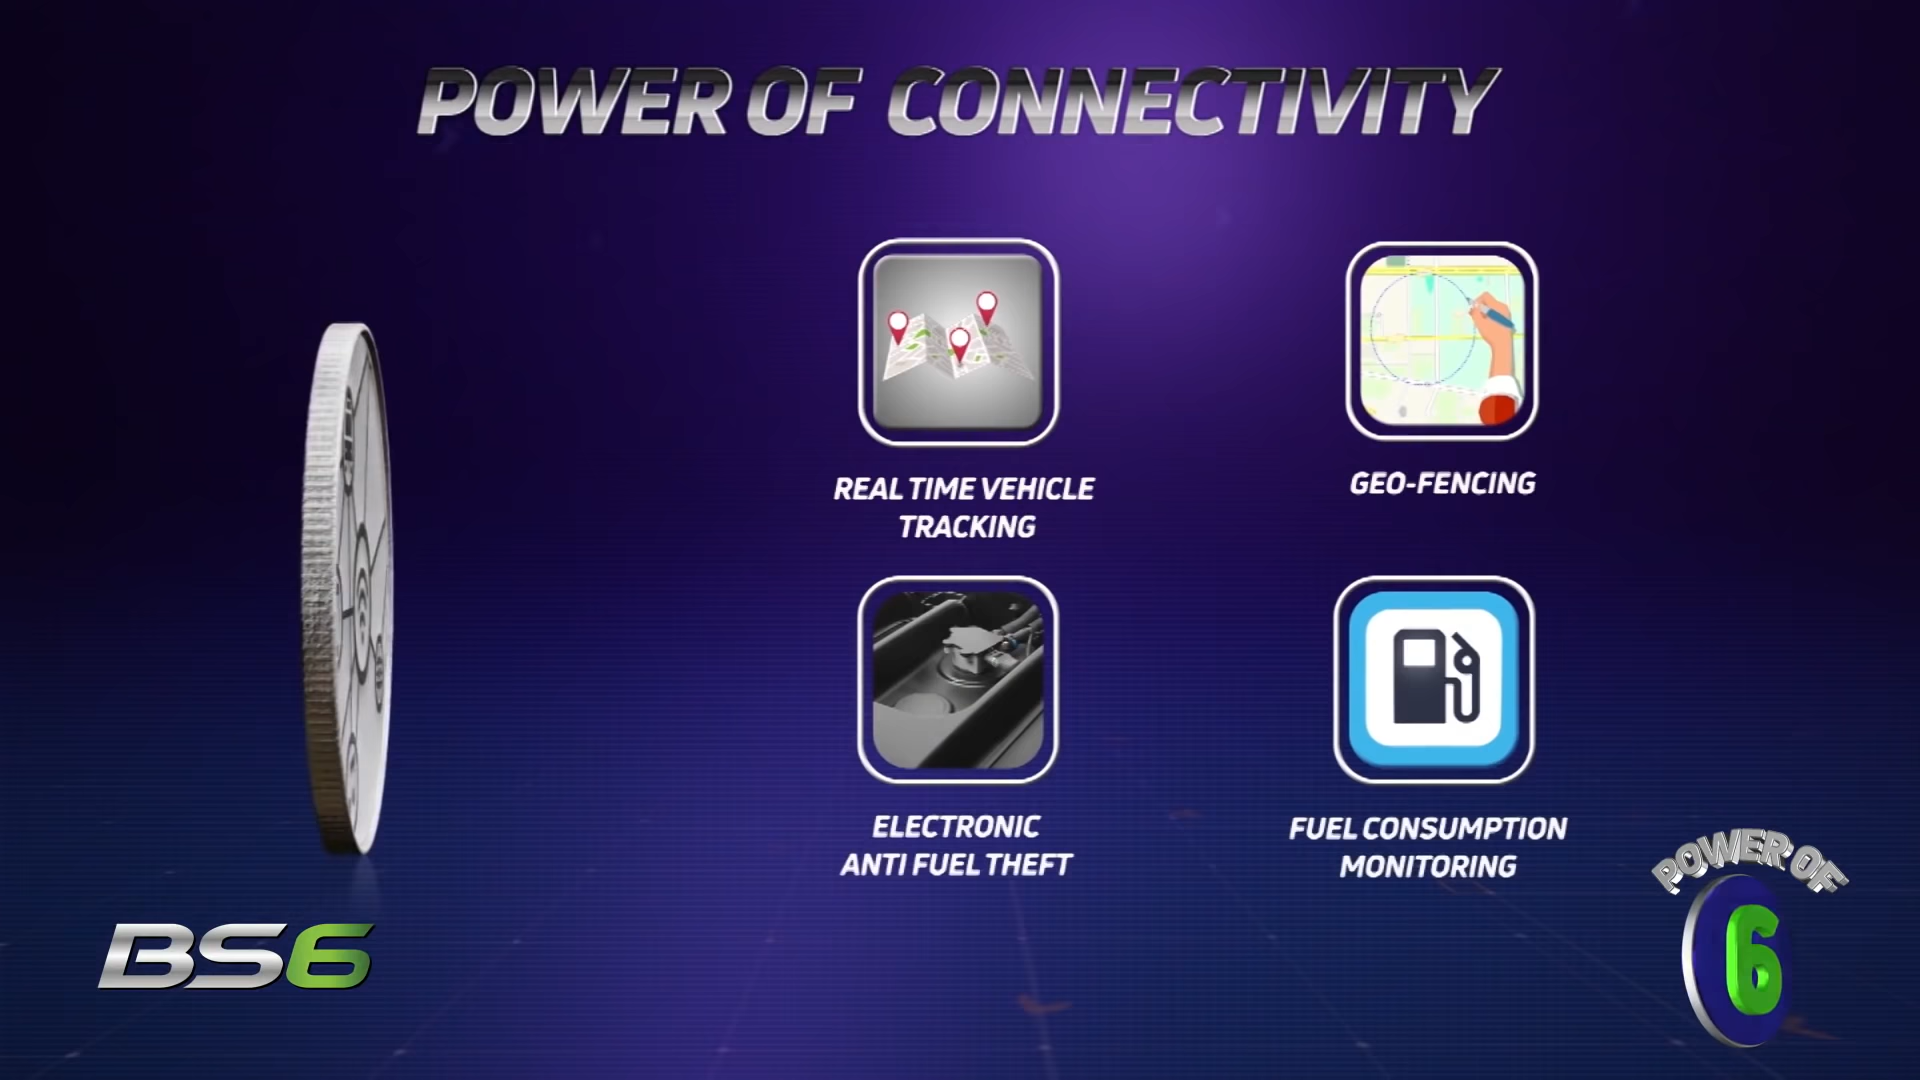 POWER OF CONNECTIVITY
REAL TIME VEHICLE
TRACKING
GEO-FENCING
ELECTRONIC
ANTI FUEL THEFT
FUEL CONSUMPTION
MONITORING
BS6
POWER OF
6